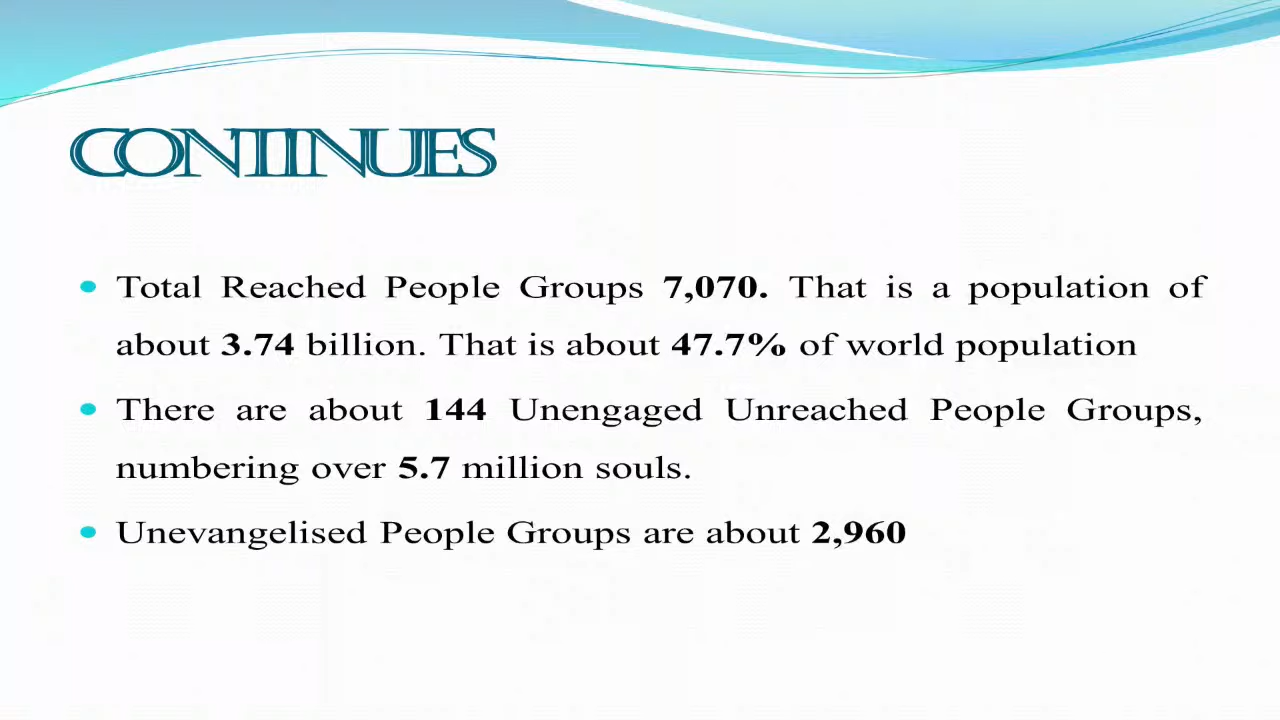 CONTINUES
• Total Reached People Groups 7,070. That is a population of
about 3.74 billion. That is about 47.7% of world population
• There are about 144 Unengaged Unreached People Groups,
numbering over 5.7 million souls.
• Unevangelised People Groups are about 2,960